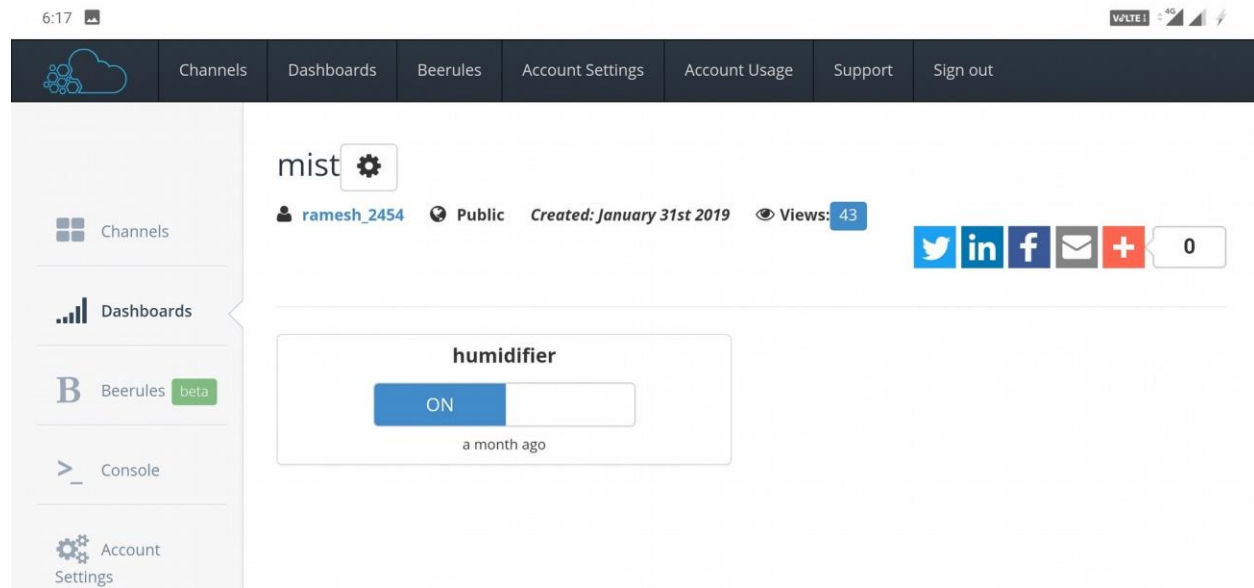 6:17
VoLTE 4G
Channels Dashboards Beerules Account Settings Account Usage Support Sign out
mist
ramesh_2454 Public Created: January 31st 2019 Views: 43
0
Channels
Dashboards
Beerules beta
Console
Account
Settings
humidifier
ON
a month ago